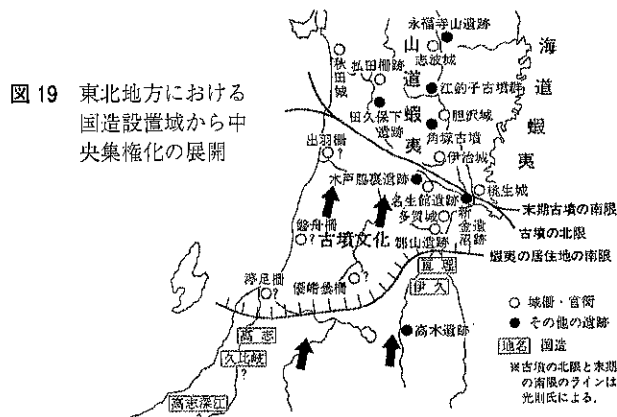 図19 東北地方における
国造設置域から中
央集権化の展開
永福寺山遺跡
志波城
払田柵跡
秋田城
江釣子古墳群
山道蝦夷
海道蝦夷
田久保下
遺跡
胆沢城
角塚古墳
出羽柵
?
伊治城
木戸脇裏遺跡
桃生城
名生館遺跡
末期古墳の南限
多賀城
新金沼
遺跡
古墳の北限
磐舟柵
?
古墳文化
郡山遺跡
蝦夷の居住地の南限
渟足柵
?
優嗜曇柵
?
伊久
高志
久比岐
?
高志深江
高木遺跡
○ 城柵・官衙
● その他の遺跡
地名 国造
※古墳の北限と末期
の南限のラインは
光則氏による.